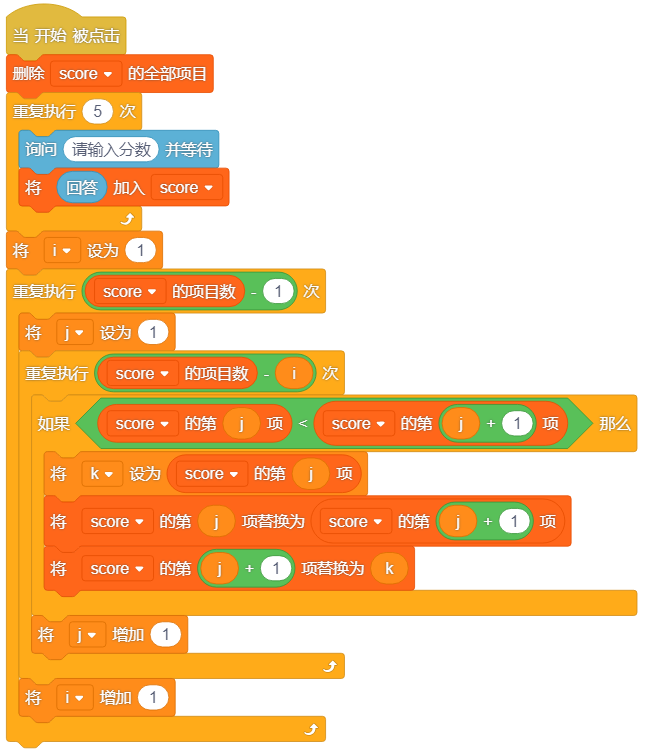 当 开始 被点击
删除 score 的全部项目
重复执行 5 次
询问 请输入分数 并等待
将 回答 加入 score
将 i 设为 1
重复执行 score 的项目数 - 1 次
将 j 设为 1
重复执行 score 的项目数 - i 次
如果 score 的第 j 项 < score 的第 j + 1 项 那么
将 k 设为 score 的第 j 项
将 score 的第 j 项替换为 score 的第 j + 1 项
将 score 的第 j + 1 项替换为 k
将 j 增加 1
将 i 增加 1